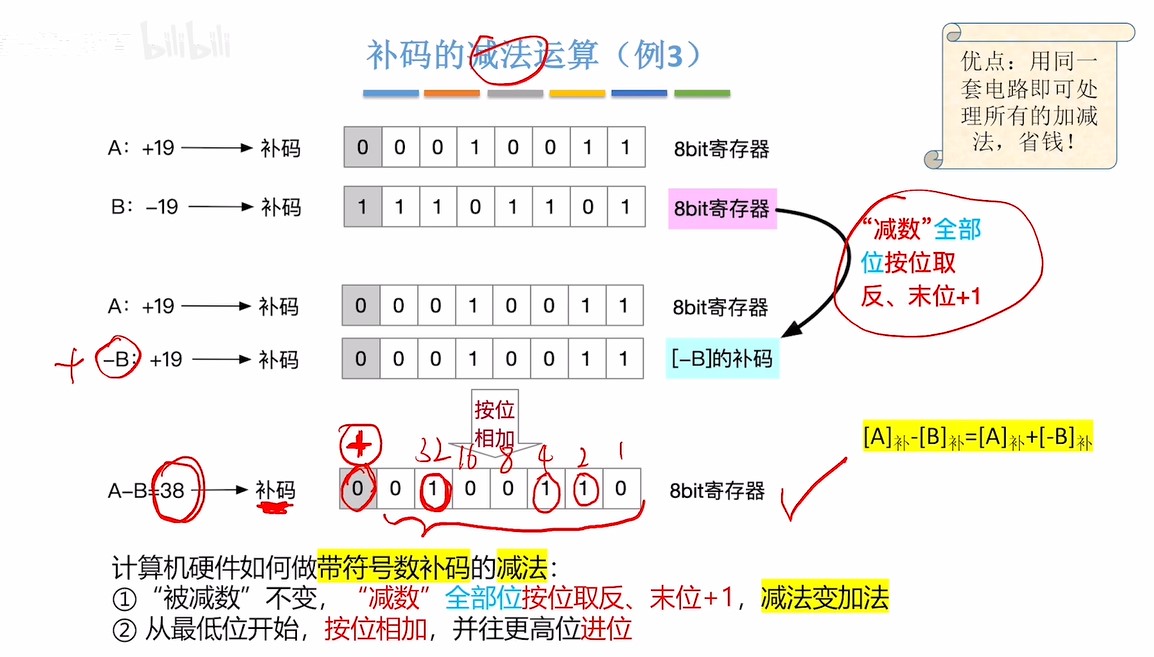 bilibili
补码的减法运算（例3）
优点：用同一
套电路即可处
理所有的加减
法，省钱！
A：+19 补码 0 0 0 1 0 0 1 1 8bit寄存器
B：−19 补码 1 1 1 0 1 1 0 1 8bit寄存器
“减数”全部
位按位取
反、末位+1
A：+19 补码 0 0 0 1 0 0 1 1 8bit寄存器
+ −B：+19 补码 0 0 0 1 0 0 1 1 [−B]的补码
按位
相加
+ 32 16 8 4 2 1
[A]补-[B]补=[A]补+[-B]补
A−B=38 补码 0 0 1 0 0 1 1 0 8bit寄存器
计算机硬件如何做带符号数补码的减法：
①“被减数”不变，“减数”全部位按位取反、末位+1，减法变加法
② 从最低位开始，按位相加，并往更高位进位